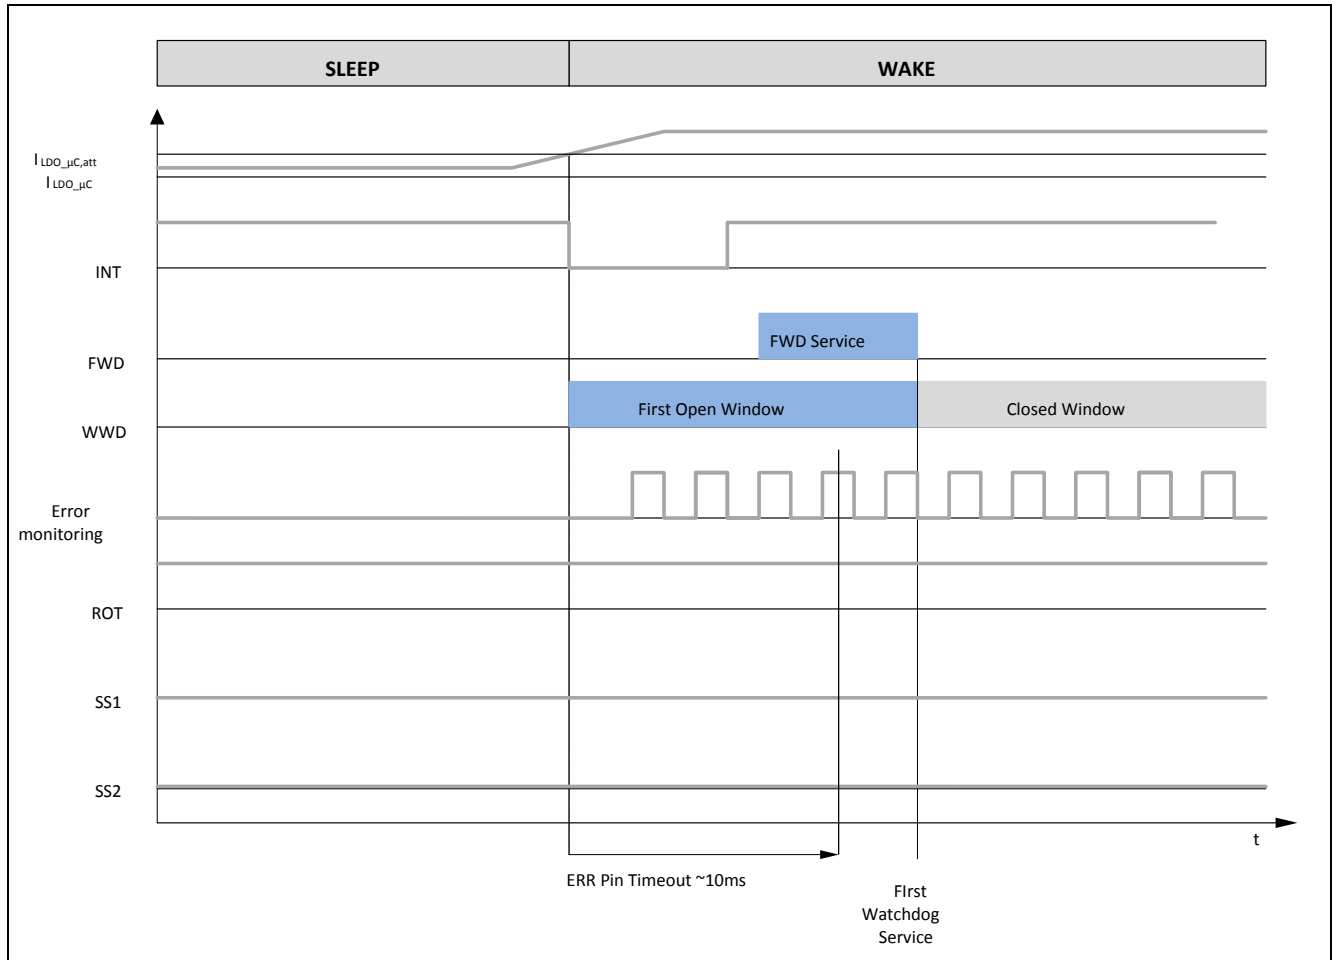 SLEEP
WAKE
I LDO_µC,att
I LDO_µC
INT
FWD Service
FWD
First Open Window
Closed Window
WWD
Error
monitoring
ROT
SS1
SS2
t
ERR Pin Timeout ~10ms
FIrst
Watchdog
Service